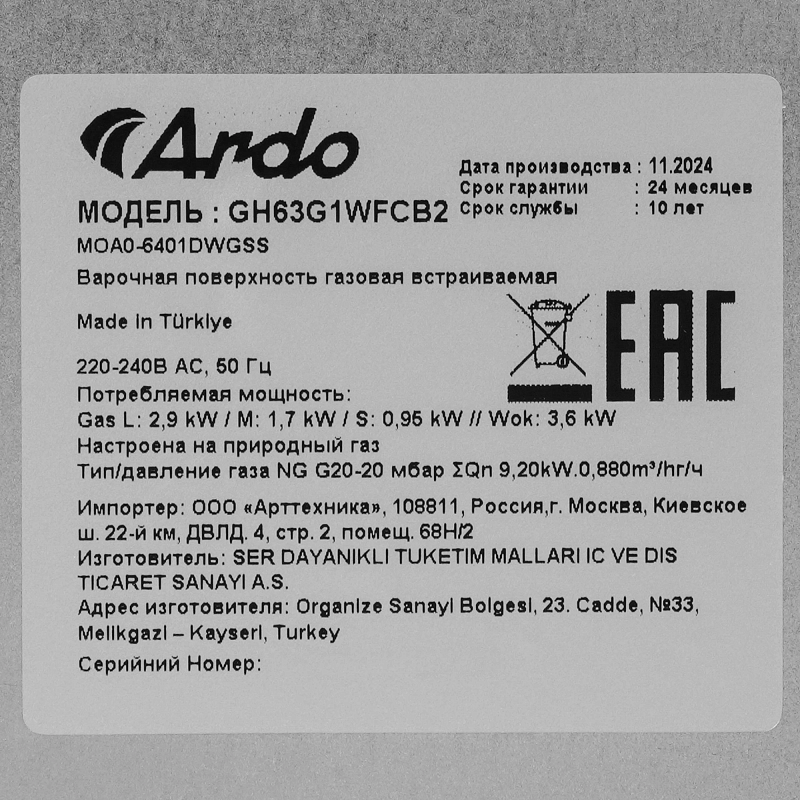 Ardo
Дата производства : 11.2024
Срок гарантии : 24 месяцев
Срок службы : 10 лет
МОДЕЛЬ : GH63G1WFCB2
MOA0-6401DWGSS
Варочная поверхность газовая встраиваемая
Made in Türkiye
EAC
220-240В AC, 50 Гц
Потребляемая мощность:
Gas L: 2,9 kW / M: 1,7 kW / S: 0,95 kW // Wok: 3,6 kW
Настроена на природный газ
Тип/давление газа NG G20-20 мбар ΣQn 9,20kW.0,880m³/hr/ч
Импортер: ООО «Арттехника», 108811, Россия,г. Москва, Киевское
ш. 22-й км, ДВЛД. 4, стр. 2, помещ. 68Н/2
Изготовитель: SER DAYANIKLI TUKETIM MALLARI IC VE DIS
TICARET SANAYI A.S.
Адрес изготовителя: Organize Sanayi Bolgesi, 23. Cadde, №33,
Melikgazi – Kayseri, Turkey
Серийний Номер: